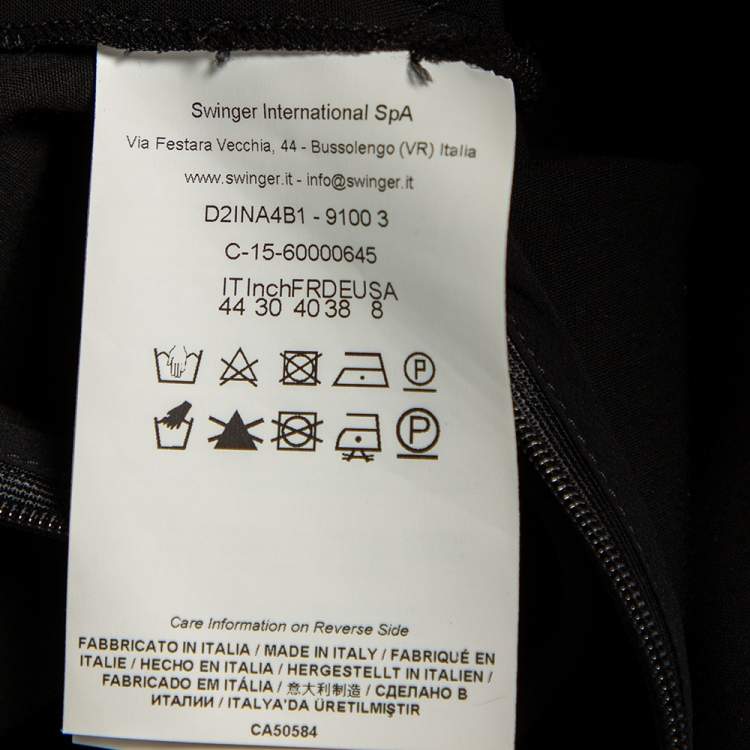 Swinger International SpA
Via Festara Vecchia, 44 - Bussolengo (VR) Italia
www.swinger.it - info@swinger.it
D2INA4B1 - 9100 3
C-15-60000645
IT Inch FR DE USA
44 30 40 38 8
P
P
Care Information on Reverse Side
FABBRICATO IN ITALIA / MADE IN ITALY / FABRIQUÉ EN
ITALIE / HECHO EN ITALIA / HERGESTELLT IN ITALIEN /
FABRICADO EM ITÁLIA / 意大利制造 / СДЕЛАНО В
ИТАЛИИ / ITALYA'DA ÜRETILMIŞTIR
CA50584